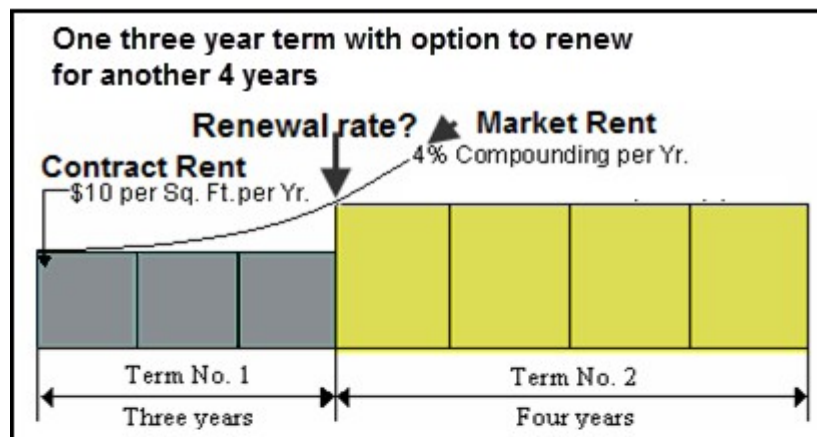 One three year term with option to renew
for another 4 years
Renewal rate?
Market Rent
4% Compounding per Yr.
Contract Rent
$10 per Sq. Ft. per Yr.
Term No. 1
Term No. 2
Three years
Four years